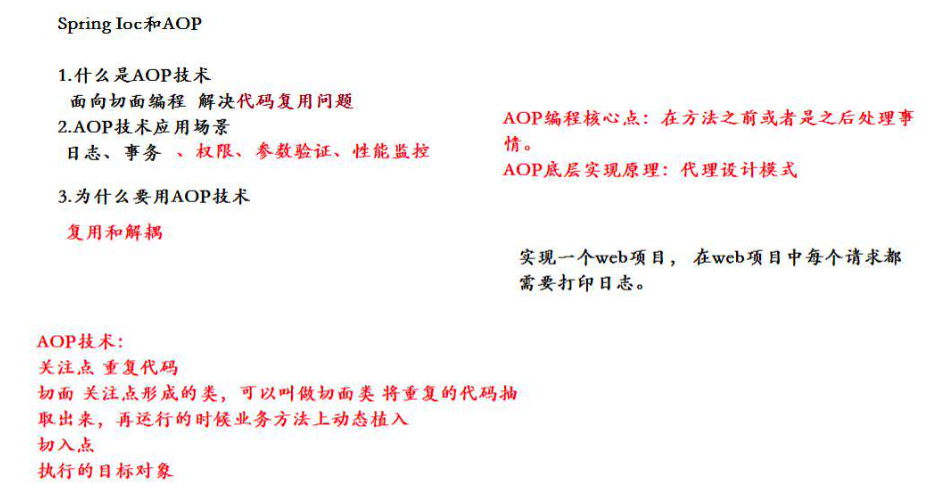 Spring Ioc和AOP
1.什么是AOP技术
面向切面编程 解决代码复用问题
2.AOP技术应用场景
日志、事务 、权限、参数验证、性能监控
3.为什么要用AOP技术
复用和解耦
AOP编程核心点：在方法之前或者是之后处理事
情。
AOP底层实现原理：代理设计模式
实现一个web项目， 在web项目中每个请求都
需要打印日志。
AOP技术：
关注点 重复代码
切面 关注点形成的类，可以叫做切面类 将重复的代码抽
取出来，再运行的时候业务方法上动态植入
切入点
执行的目标对象